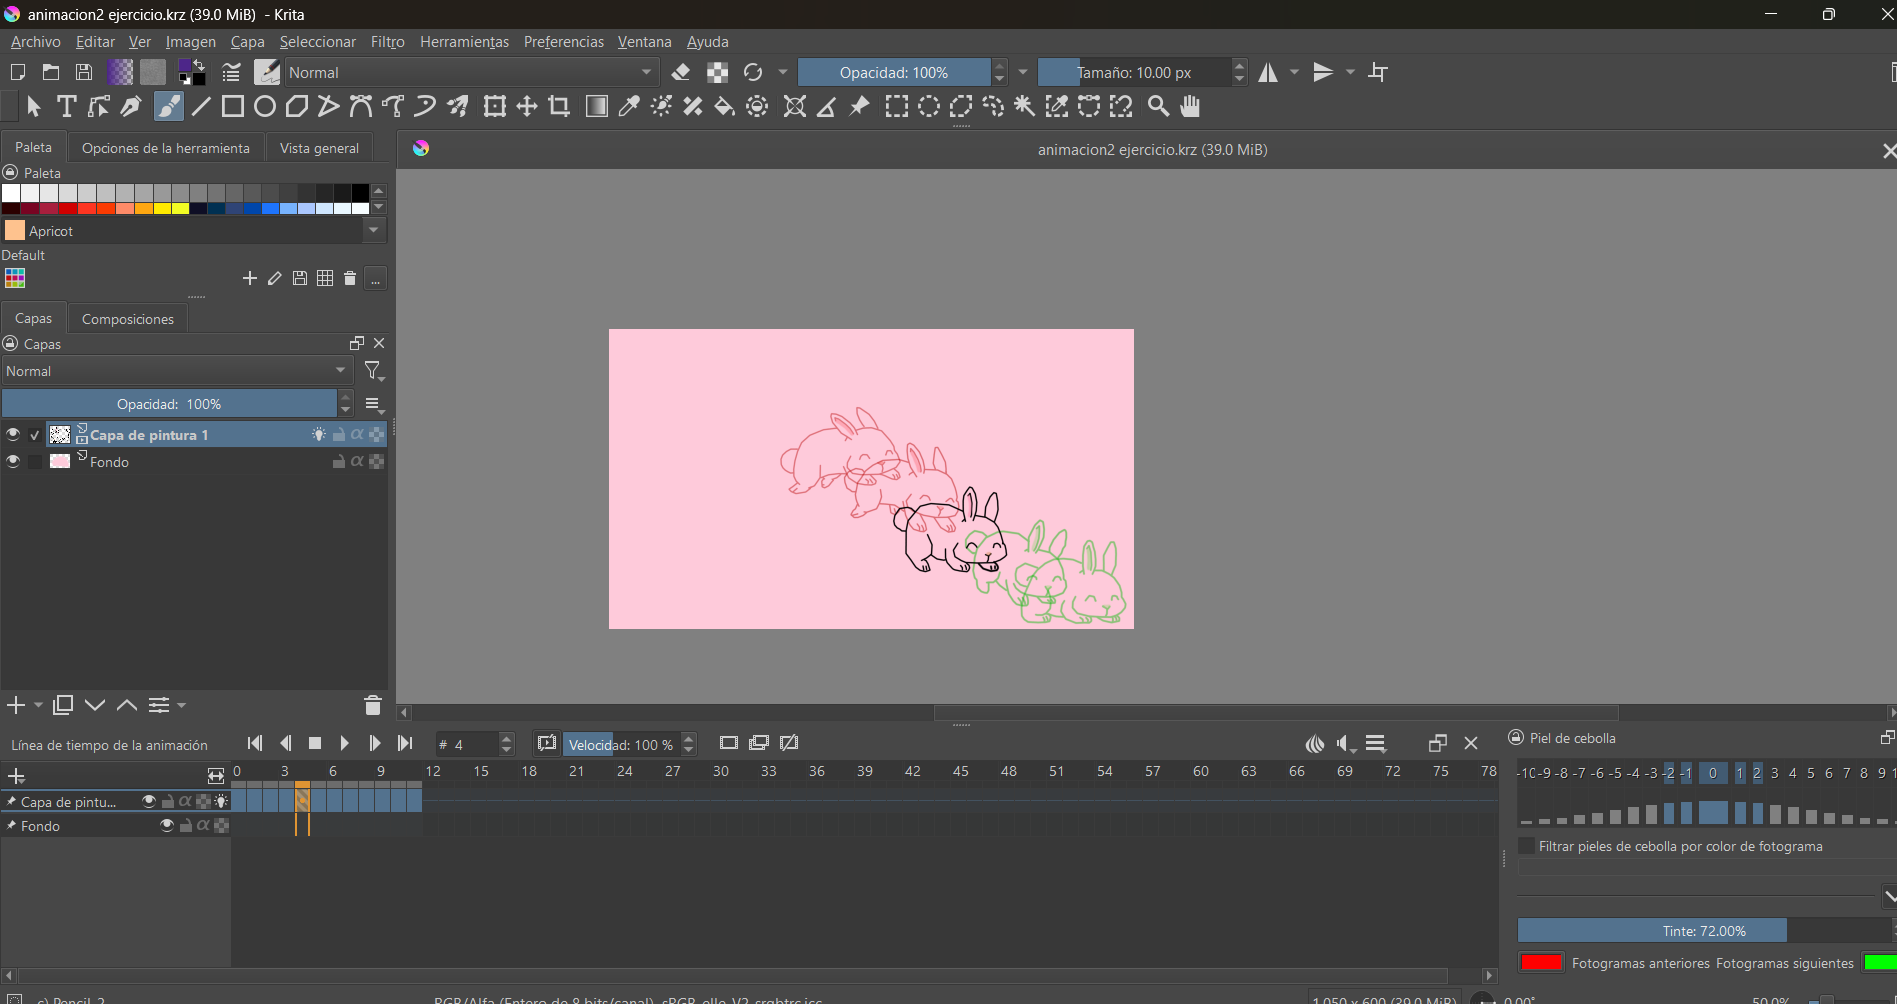 animacion2 ejercicio.krz (39.0 MiB) - Krita
Archivo Editar Ver Imagen Capa Seleccionar Filtro Herramientas Preferencias Ventana Ayuda
Normal Opacidad: 100% Tamaño: 10.00 px
Paleta Opciones de la herramienta Vista general
animacion2 ejercicio.krz (39.0 MiB)
Paleta
Apricot
Default
...
Capas Composiciones
Capas
Normal
Opacidad: 100%
Capa de pintura 1
Fondo
Línea de tiempo de la animación # 4 Velocidad: 100 %
Piel de cebolla
0 3 6 9 12 15 18 21 24 27 30 33 36 39 42 45 48 51 54 57 60 63 66 69 72 75 78
-10 -9 -8 -7 -6 -5 -4 -3 -2 -1 0 1 2 3 4 5 6 7 8 9
Capa de pintu...
Fondo
Filtrar pieles de cebolla por color de fotograma
Tinte: 72.00%
Fotogramas anteriores Fotogramas siguientes
c) Pencil-2 RGB/Alfa (Entero de 8 bits/canal) sRGB-elle-V2-srgbtrc.icc 1.050 x 600 (39.0 MiB) 0.00° 50.0%